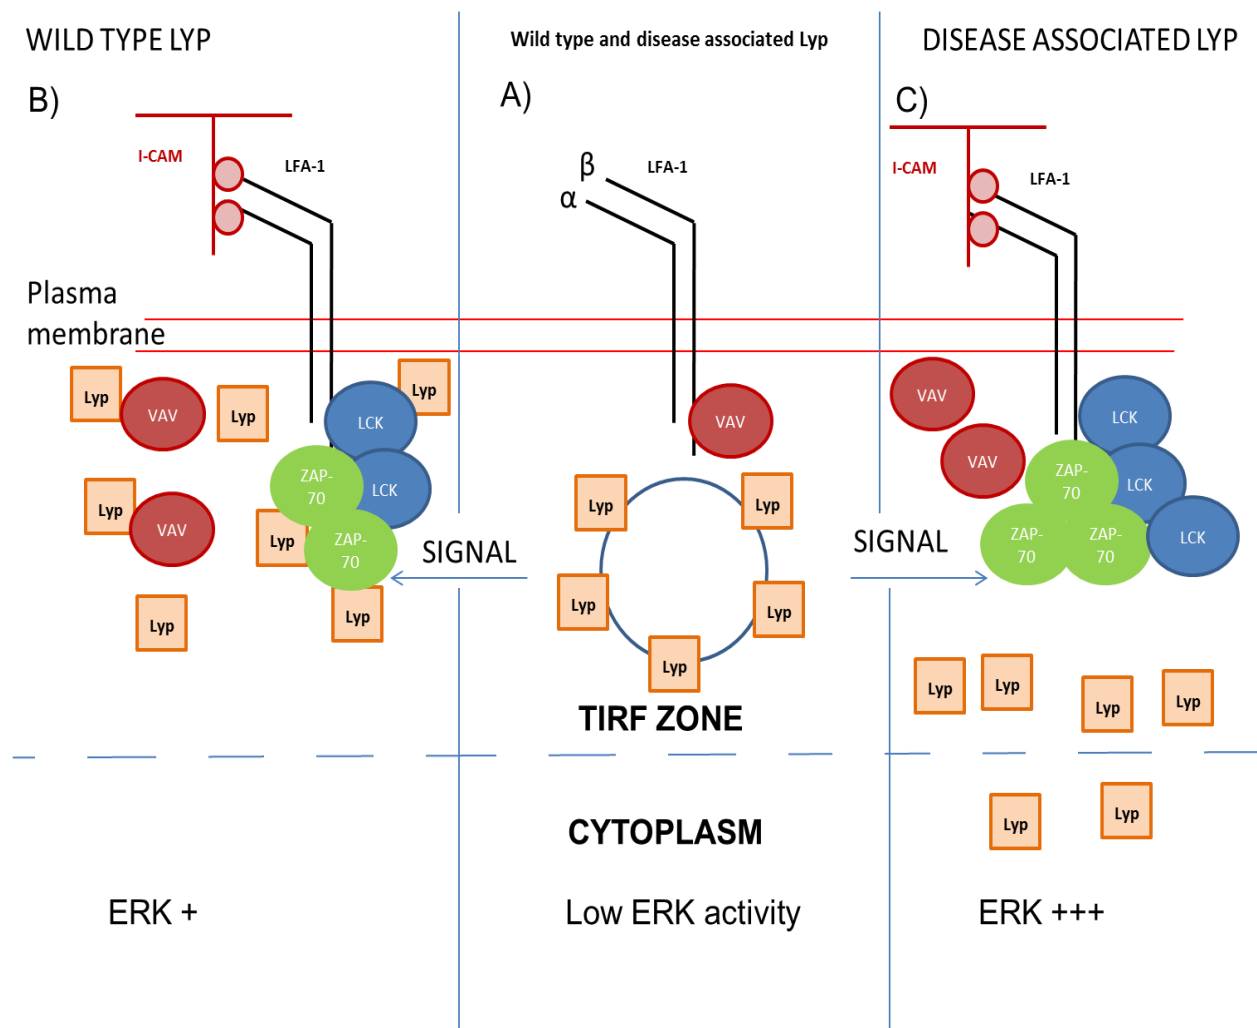 WILD TYPE LYP
Wild type and disease associated Lyp
DISEASE ASSOCIATED LYP
B)
I-CAM
LFA-1
Plasma
membrane
Lyp
VAV
Lyp
Lyp
LCK
LCK
ZAP-
70
Lyp
VAV
Lyp
ZAP-
70
Lyp
Lyp
SIGNAL
ERK +
A)
β
α
LFA-1
VAV
Lyp
Lyp
Lyp
Lyp
Lyp
TIRF ZONE
CYTOPLASM
Low ERK activity
C)
I-CAM
LFA-1
VAV
VAV
LCK
LCK
LCK
ZAP-
70
ZAP-
70
ZAP-
70
SIGNAL
Lyp
Lyp
Lyp
Lyp
Lyp
Lyp
ERK +++